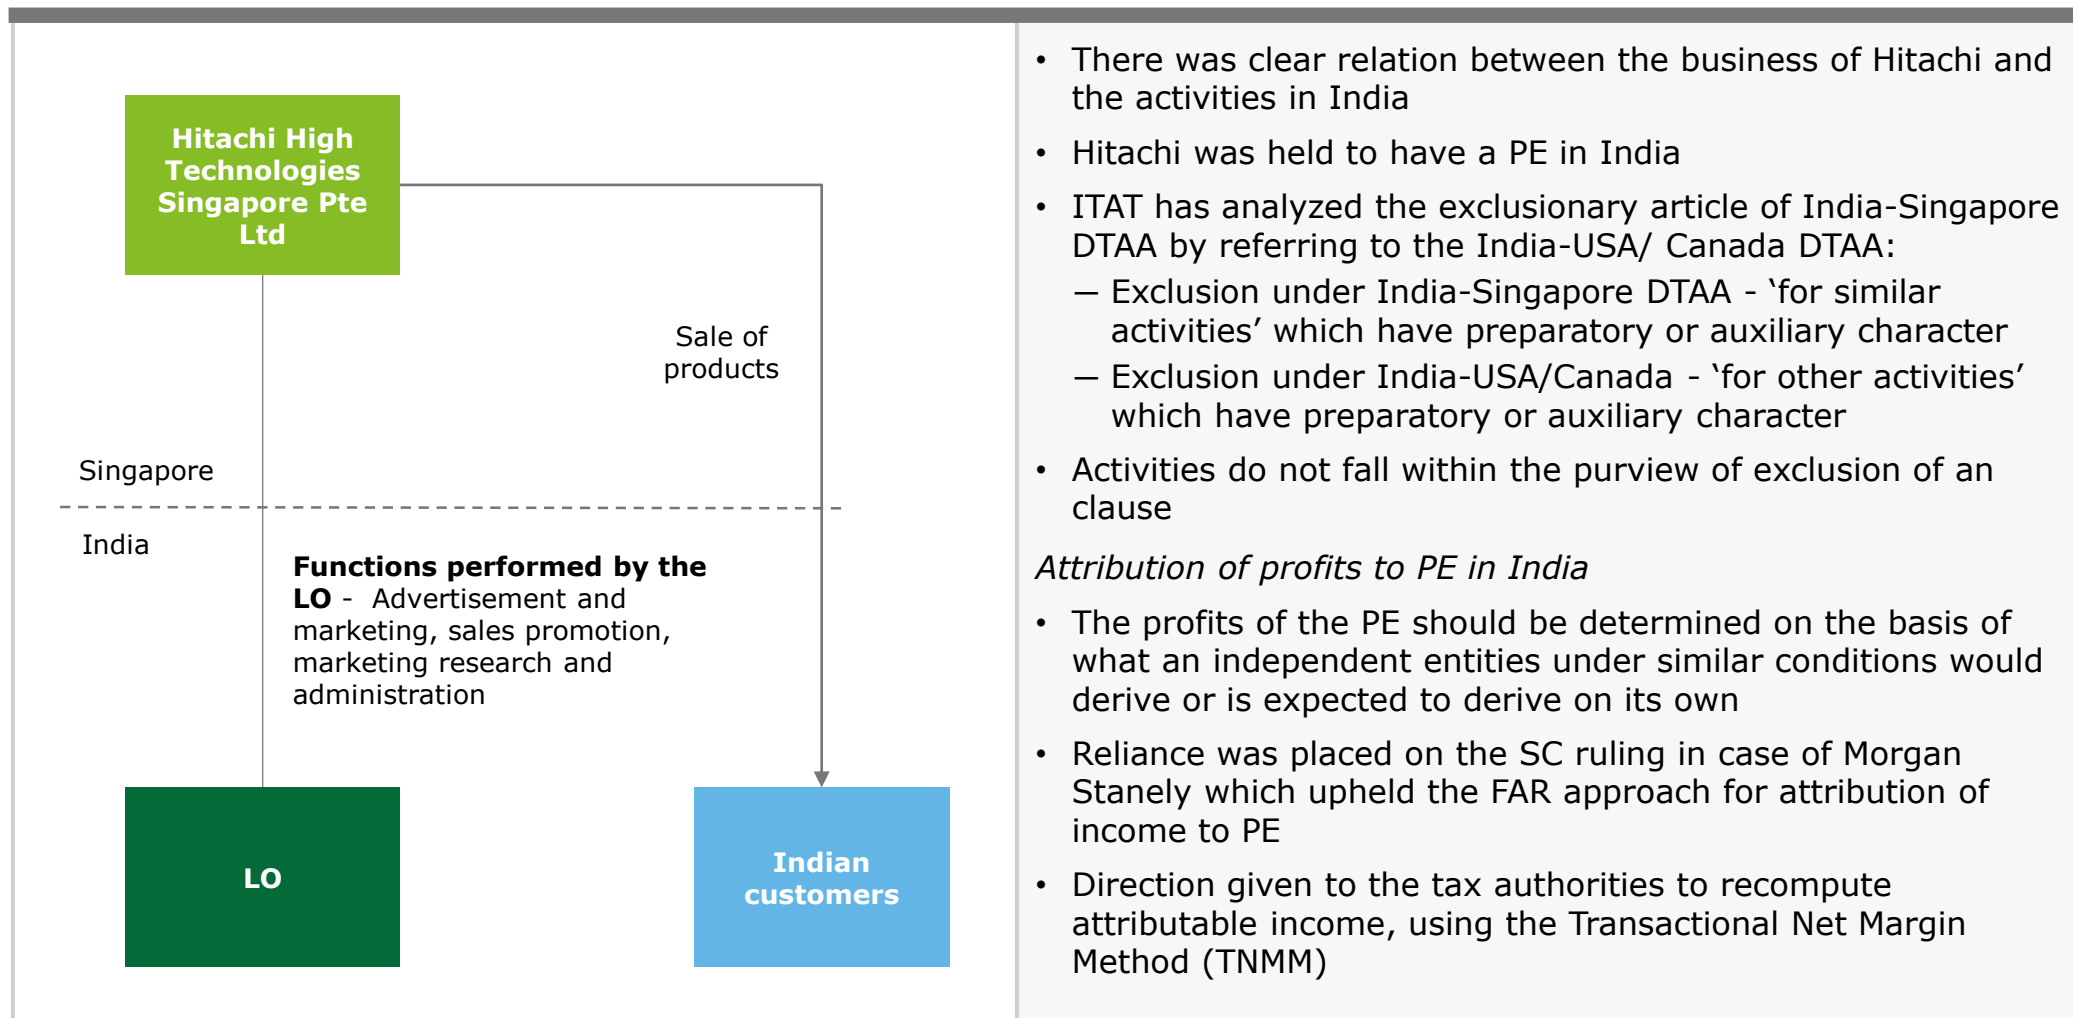 Hitachi High
Technologies
Singapore Pte
Ltd
Sale of
products
Singapore
India
Functions performed by the
LO - Advertisement and
marketing, sales promotion,
marketing research and
administration
LO
Indian
customers
• There was clear relation between the business of Hitachi and
the activities in India
• Hitachi was held to have a PE in India
• ITAT has analyzed the exclusionary article of India-Singapore
DTAA by referring to the India-USA/ Canada DTAA:
— Exclusion under India-Singapore DTAA - ‘for similar
activities’ which have preparatory or auxiliary character
— Exclusion under India-USA/Canada - ‘for other activities’
which have preparatory or auxiliary character
• Activities do not fall within the purview of exclusion of an
clause
Attribution of profits to PE in India
• The profits of the PE should be determined on the basis of
what an independent entities under similar conditions would
derive or is expected to derive on its own
• Reliance was placed on the SC ruling in case of Morgan
Stanely which upheld the FAR approach for attribution of
income to PE
• Direction given to the tax authorities to recompute
attributable income, using the Transactional Net Margin
Method (TNMM)